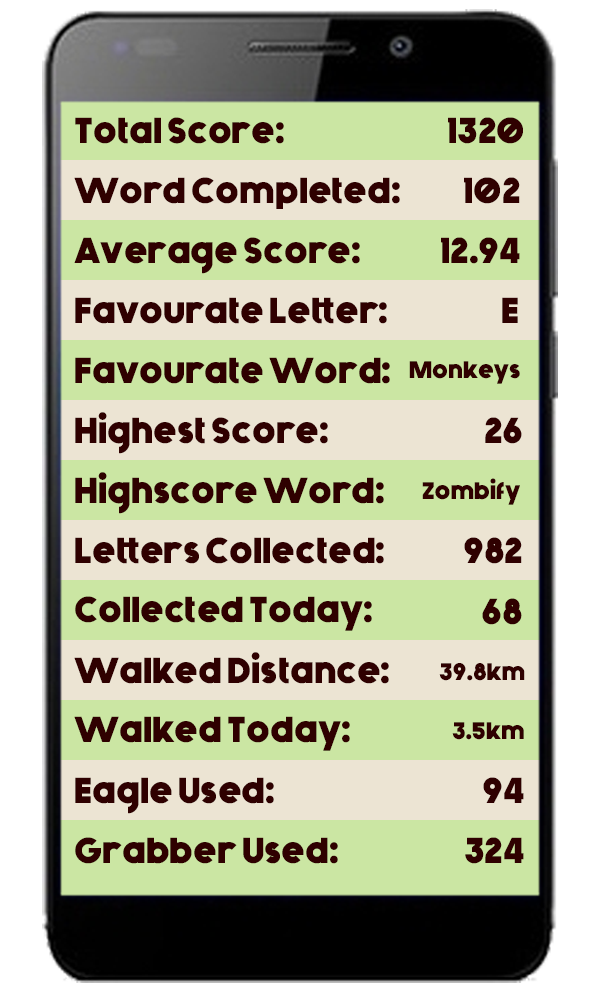 Total Score: 1320
Word Completed: 102
Average Score: 12.94
Favourate Letter: E
Favourate Word: Monkeys
Highest Score: 26
Highscore Word: Zombify
Letters Collected: 982
Collected Today: 68
Walked Distance: 39.8km
Walked Today: 3.5km
Eagle Used: 94
Grabber Used: 324